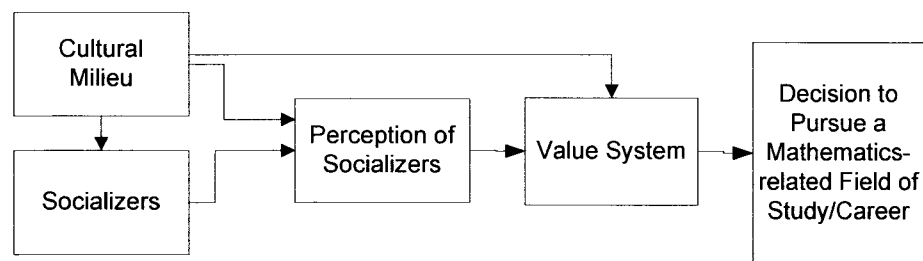 Cultural
Milieu
Socializers
Perception of
Socializers
Value System
Decision to
Pursue a
Mathematics-
related Field of
Study/Career